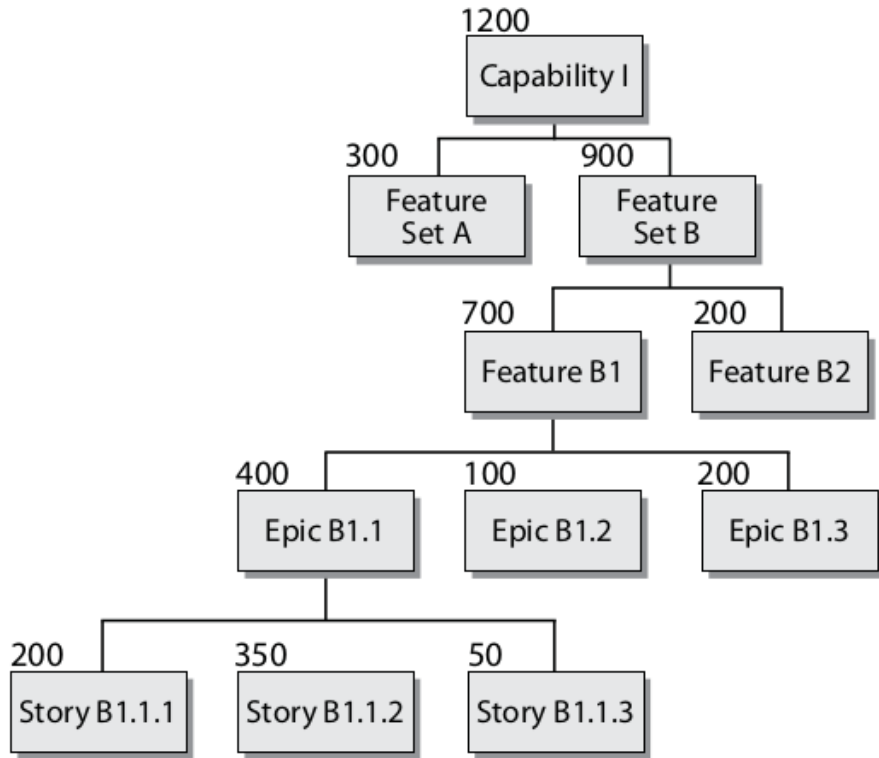 1200
Capability I
300
900
Feature
Set A
Feature
Set B
700
200
Feature B1
Feature B2
400
100
200
Epic B1.1
Epic B1.2
Epic B1.3
200
350
50
Story B1.1.1
Story B1.1.2
Story B1.1.3